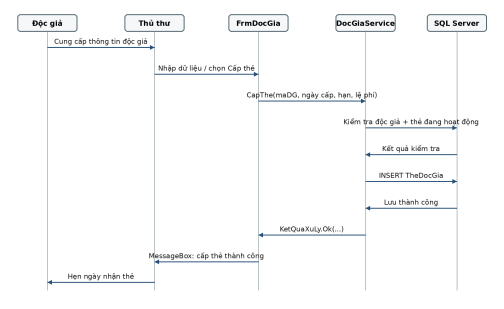 Độc giả
Thủ thư
FrmDocGia
DocGiaService
SQL Server
Cung cấp thông tin độc giả
Nhập dữ liệu / chọn Cấp thẻ
CapThe(maDG, ngày cấp, hạn, lệ phí)
Kiểm tra độc giả + thẻ đang hoạt động
Kết quả kiểm tra
INSERT TheDocGia
Lưu thành công
KetQuaXuLy.Ok(...)
MessageBox: cấp thẻ thành công
Hẹn ngày nhận thẻ